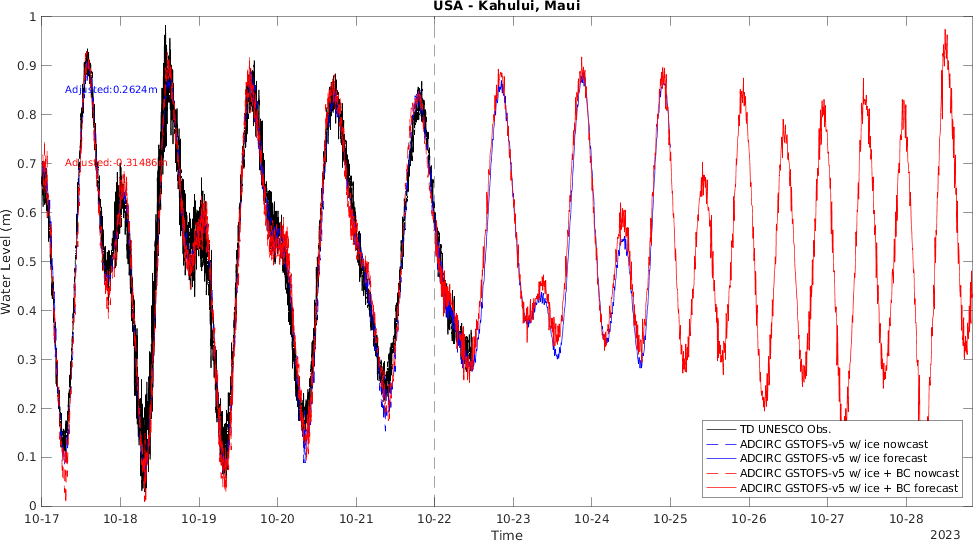 USA - Kahului, Maui
Water Level (m)
1
0.9
0.8
0.7
0.6
0.5
0.4
0.3
0.2
0.1
0
Adjusted:0.2624m
Adjusted:-0.31486m
TD UNESCO Obs.
ADCIRC GSTOFS-v5 w/ ice nowcast
ADCIRC GSTOFS-v5 w/ ice forecast
ADCIRC GSTOFS-v5 w/ ice + BC nowcast
ADCIRC GSTOFS-v5 w/ ice + BC forecast
10-17 10-18 10-19 10-20 10-21 10-22 10-23 10-24 10-25 10-26 10-27 10-28
Time
2023